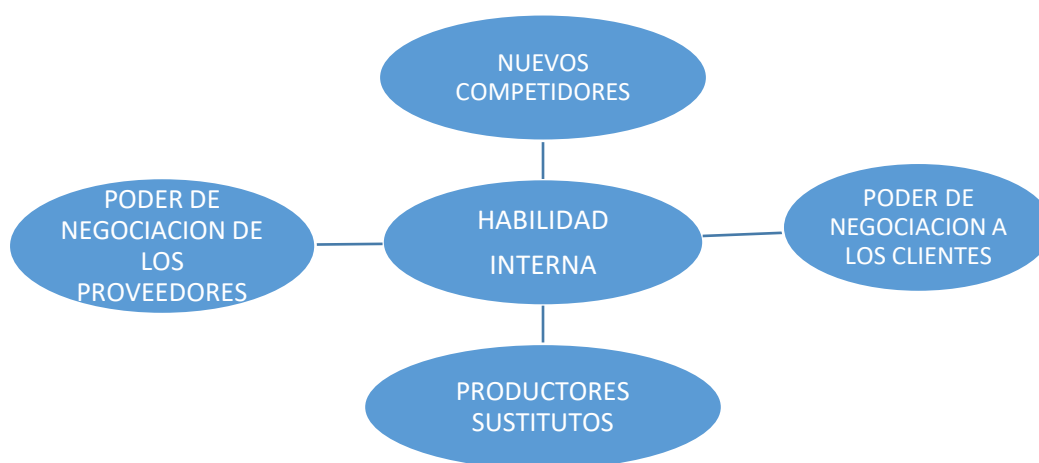 NUEVOS
COMPETIDORES
PODER DE
NEGOCIACION DE
LOS
PROVEEDORES
HABILIDAD
INTERNA
PODER DE
NEGOCIACION A
LOS CLIENTES
PRODUCTORES
SUSTITUTOS